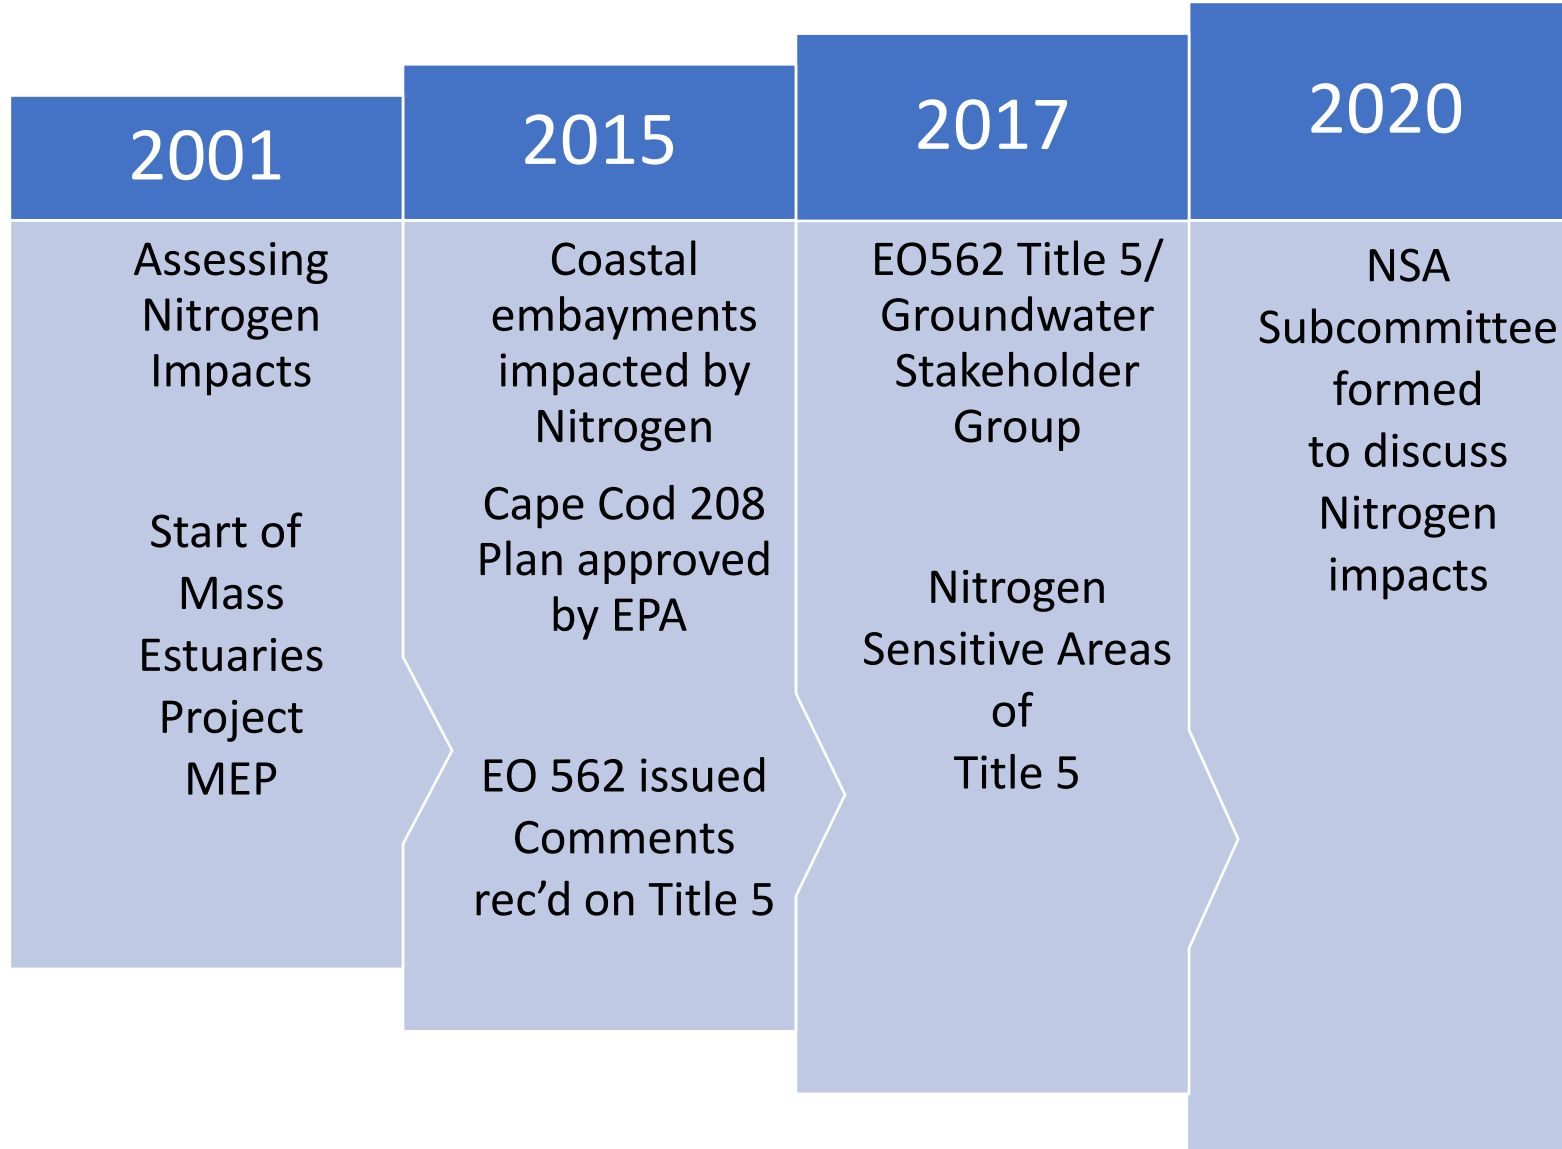 2001
Assessing
Nitrogen
Impacts
Start of
Mass
Estuaries
Project
MEP
2015
Coastal
embayments
impacted by
Nitrogen
Cape Cod 208
Plan approved
by EPA
EO 562 issued
Comments
rec’d on Title 5
2017
EO562 Title 5/
Groundwater
Stakeholder
Group
Nitrogen
Sensitive Areas
of
Title 5
2020
NSA
Subcommittee
formed
to discuss
Nitrogen
impacts